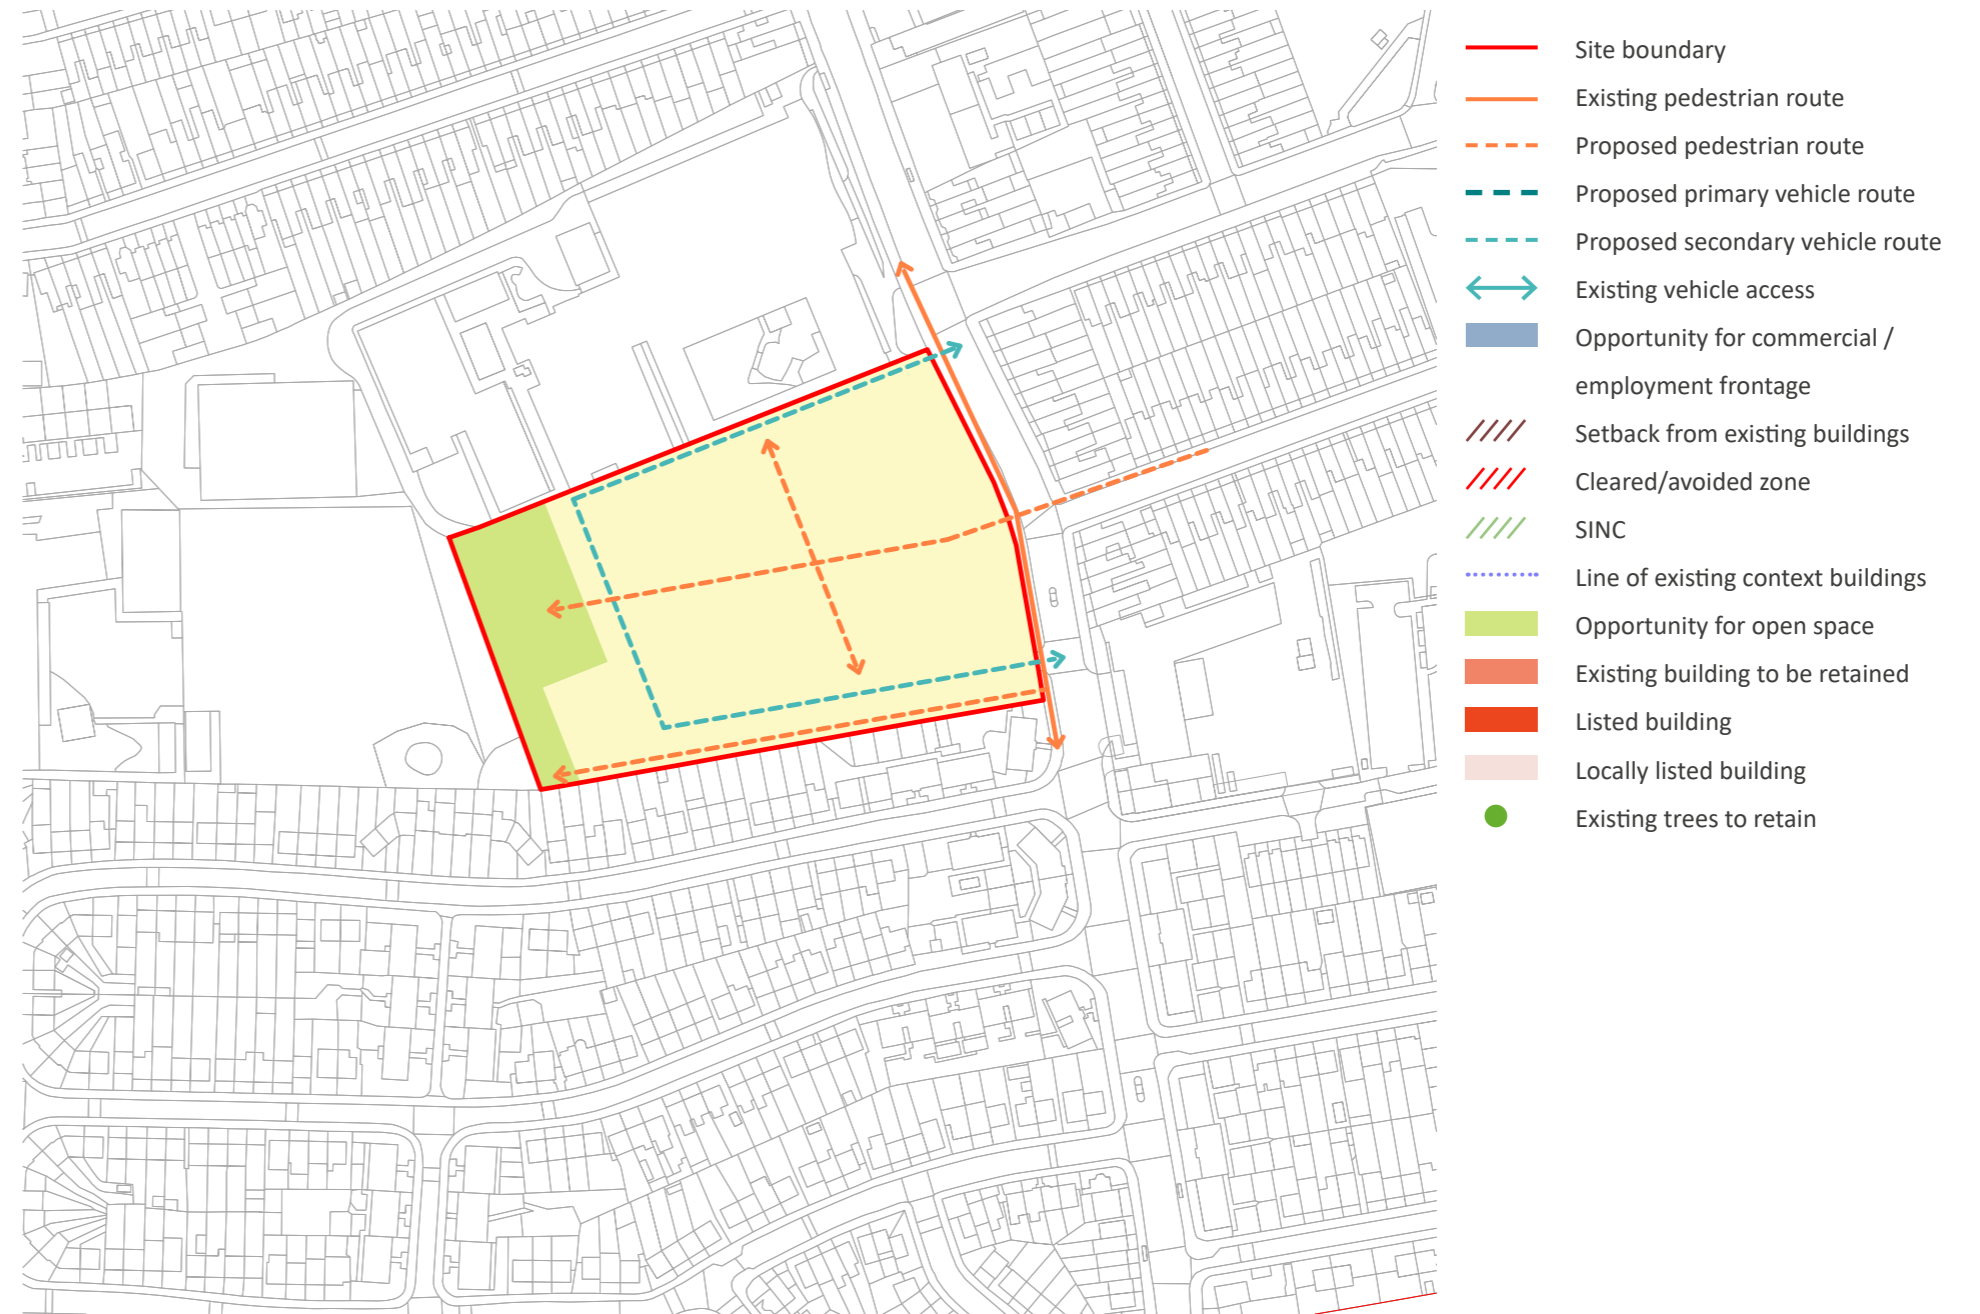 Site boundary
Existing pedestrian route
Proposed pedestrian route
Proposed primary vehicle route
Proposed secondary vehicle route
Existing vehicle access
Opportunity for commercial /
employment frontage
Setback from existing buildings
Cleared/avoided zone
SINC
Line of existing context buildings
Opportunity for open space
Existing building to be retained
Listed building
Locally listed building
Existing trees to retain